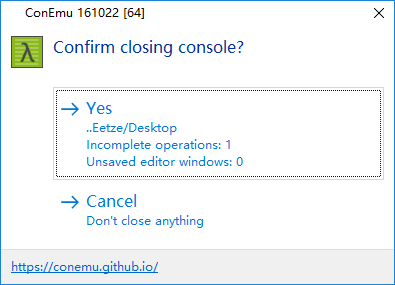 ConEmu 161022 [64]
λ
Confirm closing console?
Yes
..Eetze/Desktop
Incomplete operations: 1
Unsaved editor windows: 0
Cancel
Don't close anything
https://conemu.github.io/